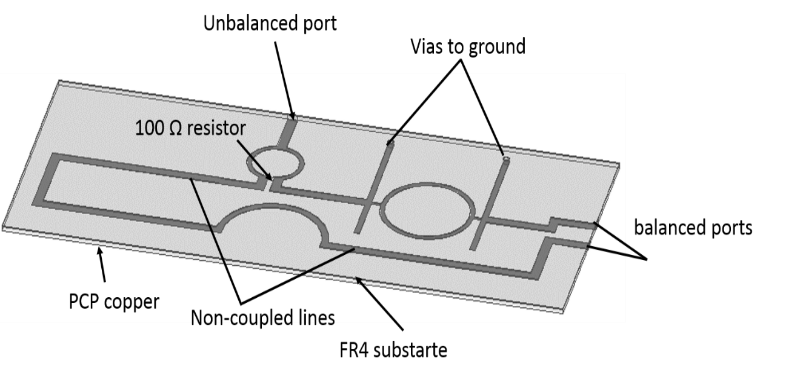 Unbalanced port
Vias to ground
100 Ω resistor
balanced ports
PCP copper
Non-coupled lines
FR4 substarte